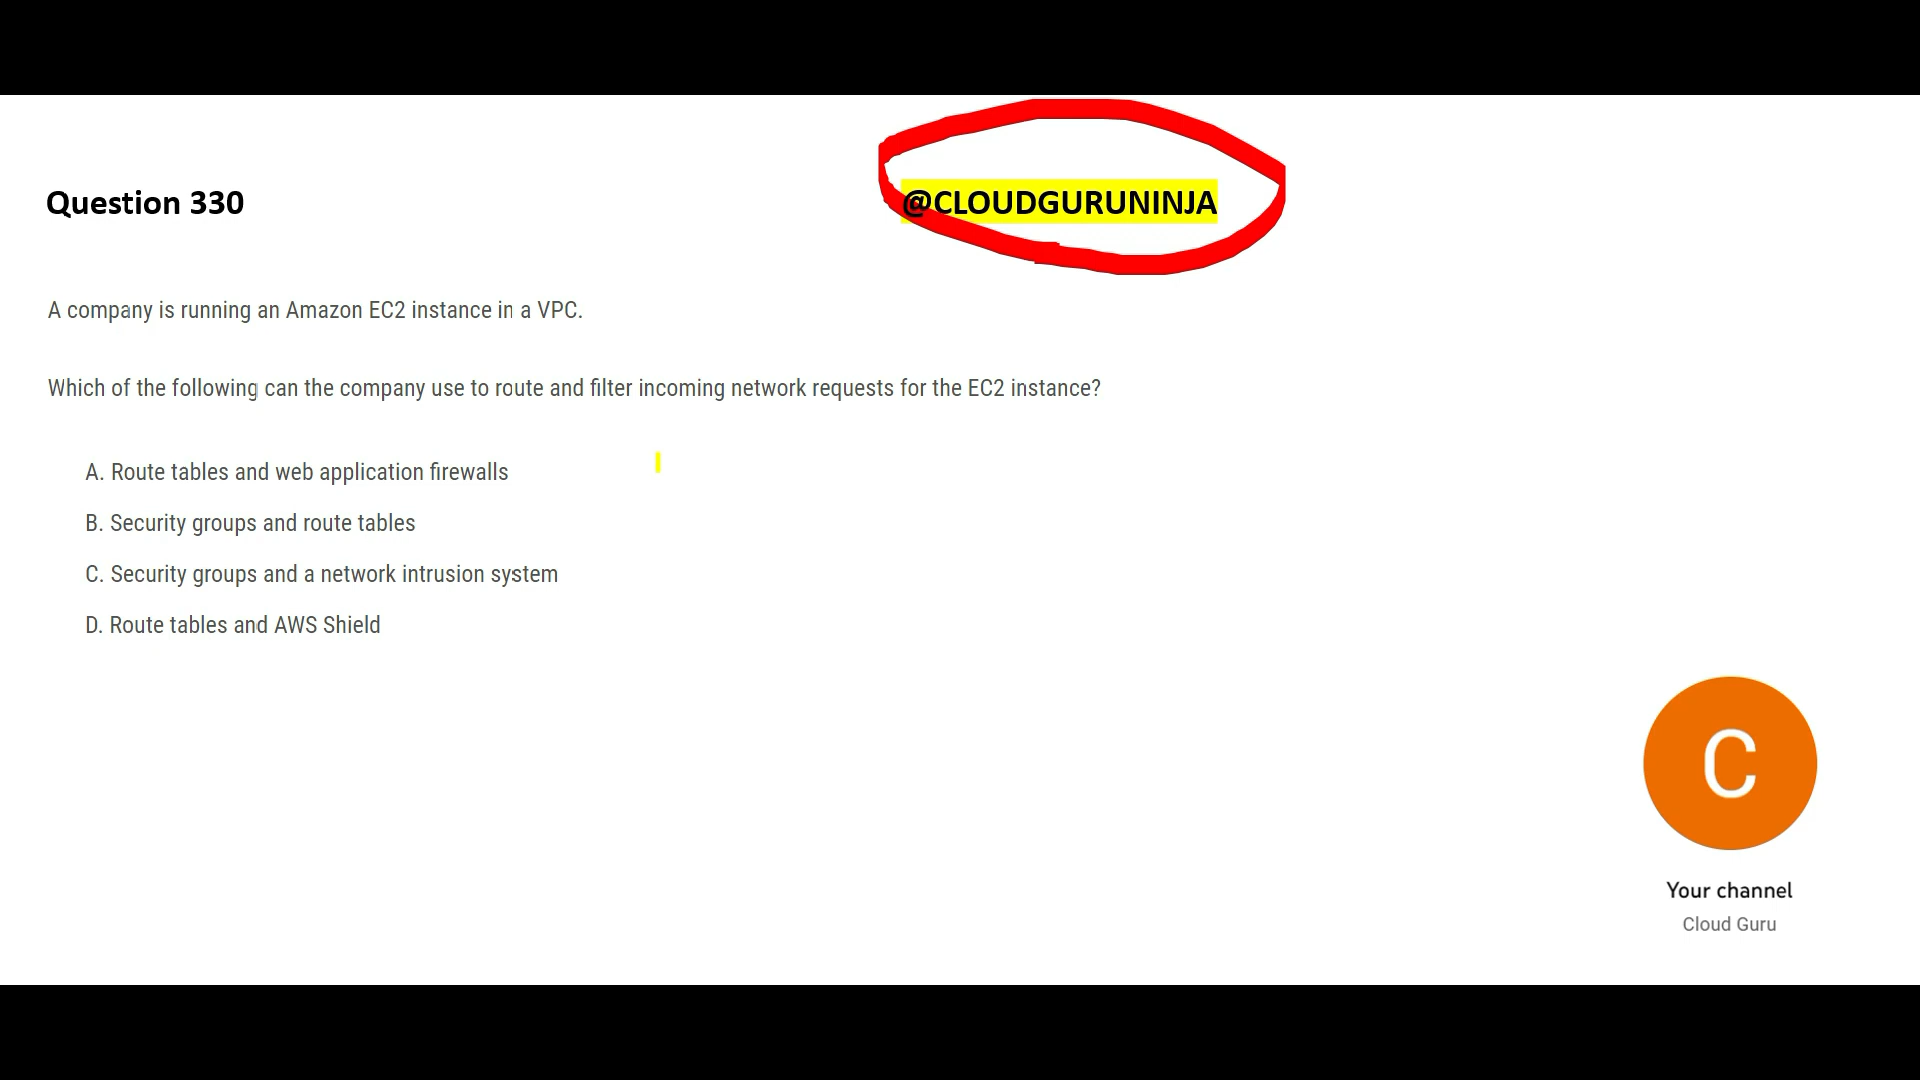 Question 330
@CLOUDGURUNINJA
A company is running an Amazon EC2 instance in a VPC.
Which of the following can the company use to route and filter incoming network requests for the EC2 instance?
A. Route tables and web application firewalls
B. Security groups and route tables
C. Security groups and a network intrusion system
D. Route tables and AWS Shield
C
Your channel
Cloud Guru